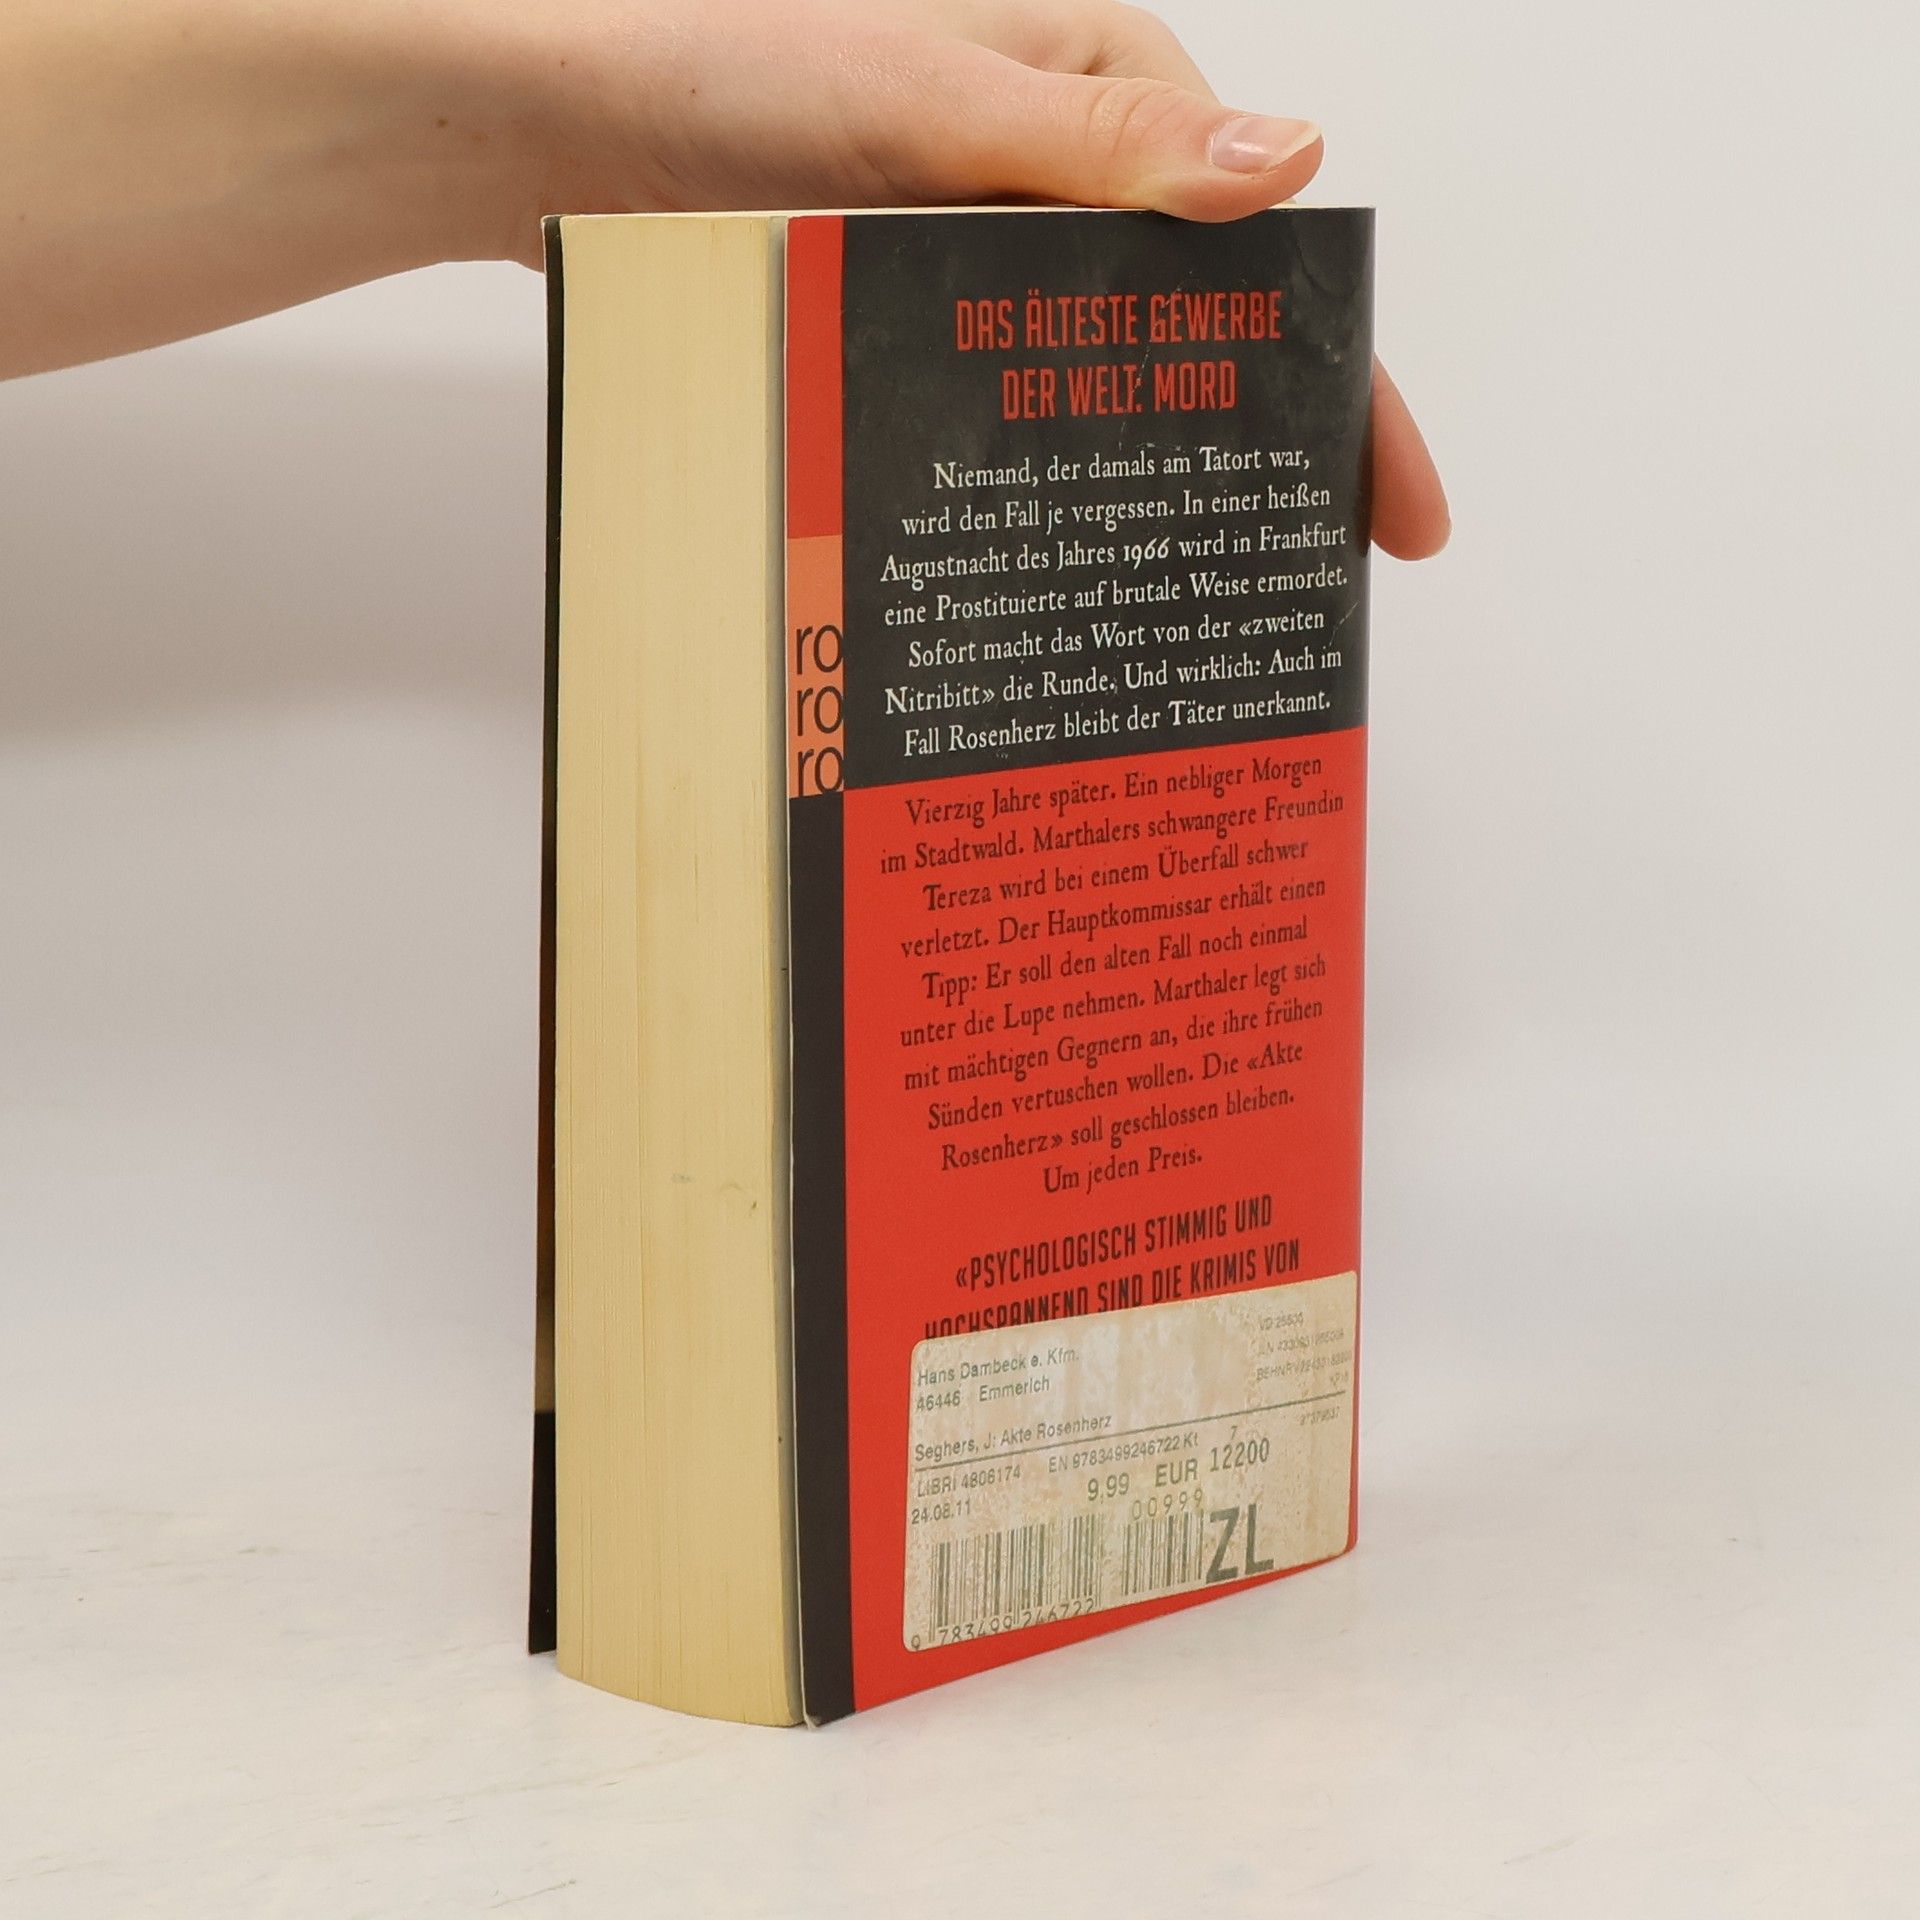 DAS ÄLTESTE GEWERBE
DER WELT: MORD
Niemand, der damals am Tatort war,
wird den Fall je vergessen. In einer heißen
Augustnacht des Jahres 1966 wird in Frankfurt
eine Prostituierte auf brutale Weise ermordet.
Sofort macht das Wort von der «zweiten
Nitribitt» die Runde. Und wirklich: Auch im
Fall Rosenherz bleibt der Täter unerkannt.
ro
ro
ro
Vierzig Jahre später. Ein nebliger Morgen
im Stadtwald. Marthalers schwangere Freundin
Tereza wird bei einem Überfall schwer
verletzt. Der Hauptkommissar erhält einen
Tipp: Er soll den alten Fall noch einmal
unter die Lupe nehmen. Marthaler legt sich
mit mächtigen Gegnern an, die ihre frühen
Sünden vertuschen wollen. Die «Akte
Rosenherz» soll geschlossen bleiben.
Um jeden Preis.
«PSYCHOLOGISCH STIMMIG UND
HOCHSPANNEND SIND DIE KRIMIS VON
Hans Dambeck e. Kfm.
46446 Emmerich
Seghers, J: Akte Rosenherz
LIBRI 4806174 EN 9783499246722 Kt 7
24.08.11 9,99 EUR 12200
00999
ZL
9 783499 246722